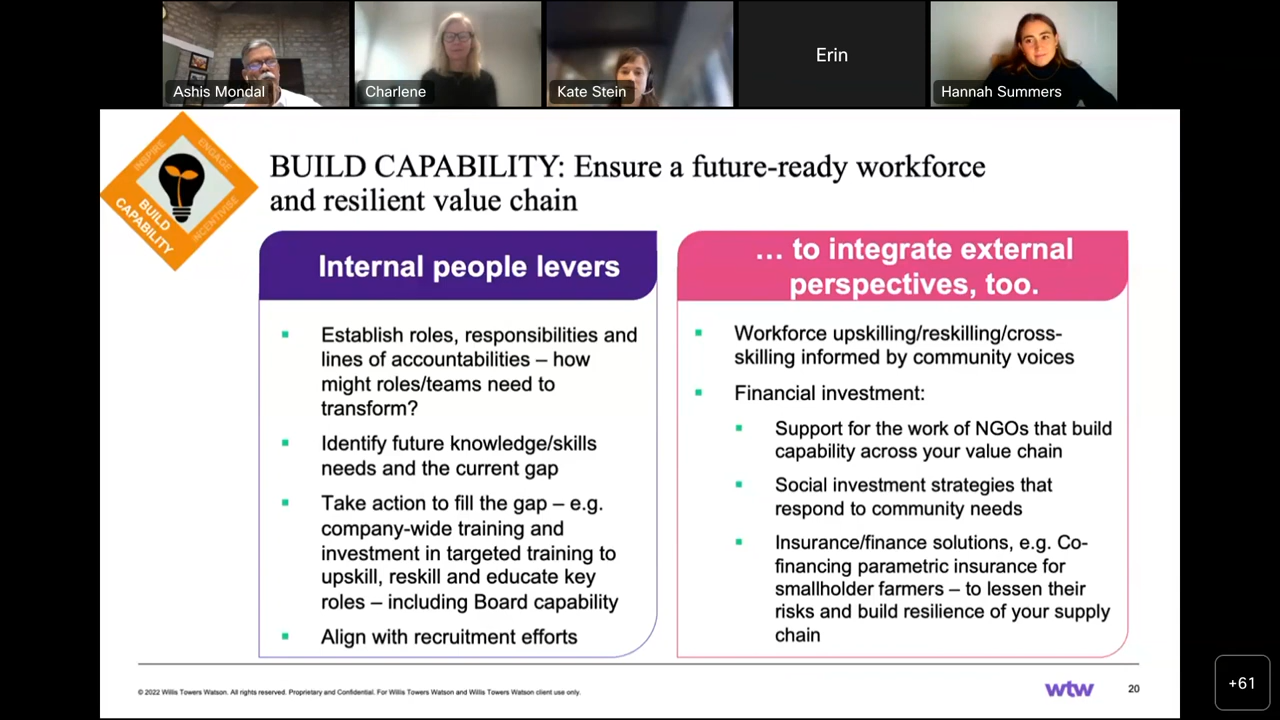 Ashis Mondal
Charlene
Kate Stein
Erin
Hannah Summers
INSPIRE
ENGAGE
BUILD
CAPABILITY
INCENTIVISE
BUILD CAPABILITY: Ensure a future-ready workforce
and resilient value chain
Internal people levers
▪ Establish roles, responsibilities and
lines of accountabilities – how
might roles/teams need to
transform?
▪ Identify future knowledge/skills
needs and the current gap
▪ Take action to fill the gap – e.g.
company-wide training and
investment in targeted training to
upskill, reskill and educate key
roles – including Board capability
▪ Align with recruitment efforts
… to integrate external
perspectives, too.
▪ Workforce upskilling/reskilling/cross-
skilling informed by community voices
▪ Financial investment:
▪ Support for the work of NGOs that build
capability across your value chain
▪ Social investment strategies that
respond to community needs
▪ Insurance/finance solutions, e.g. Co-
financing parametric insurance for
smallholder farmers – to lessen their
risks and build resilience of your supply
chain
© 2022 Willis Towers Watson. All rights reserved. Proprietary and Confidential. For Willis Towers Watson and Willis Towers Watson client use only.
wtw
20
+61